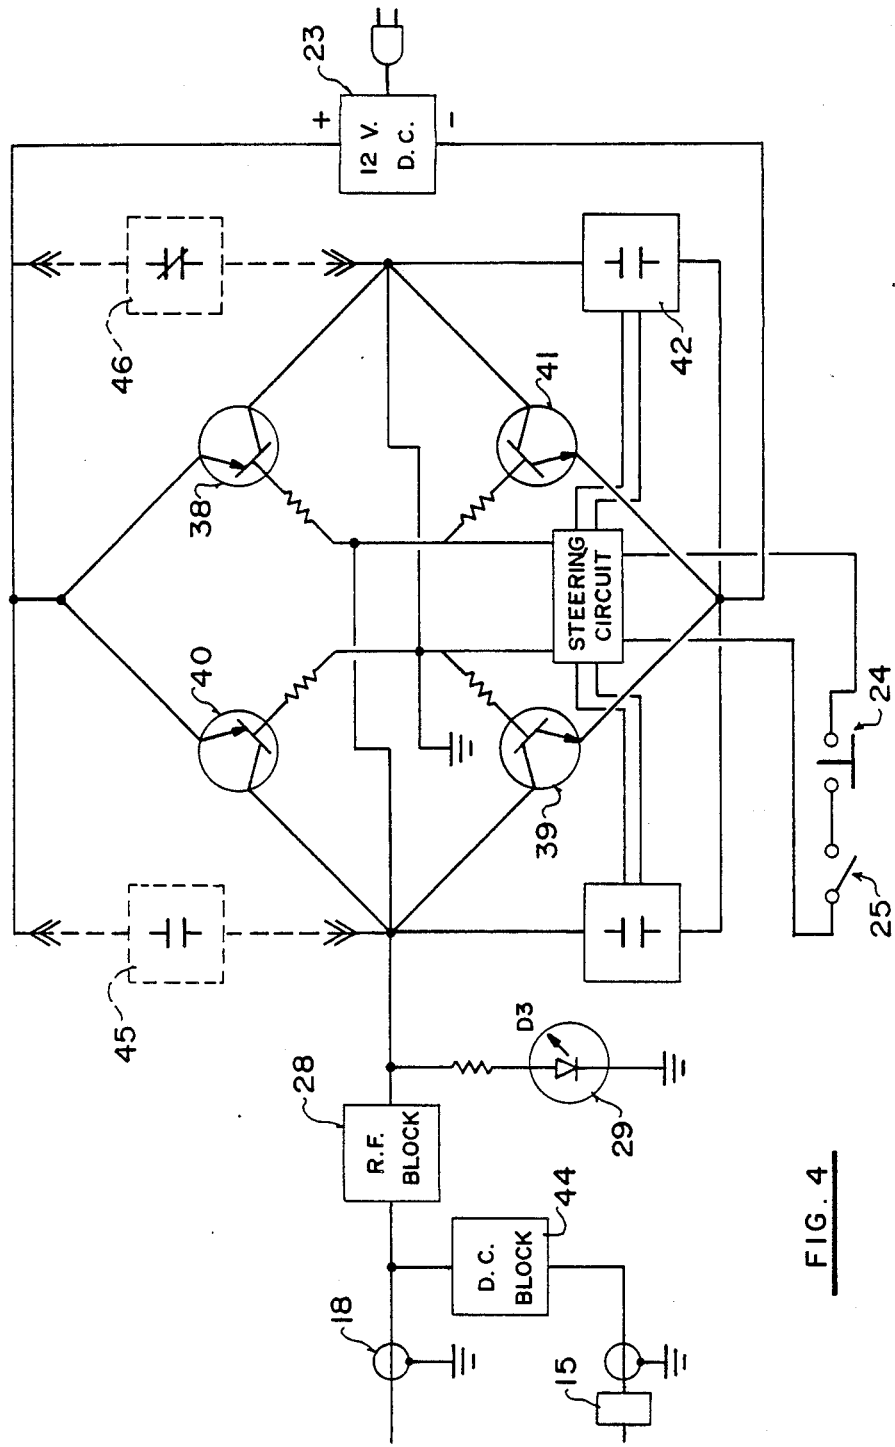 45
46
+
12 V.
D. C.
23
-
40
38
18
R.F.
BLOCK
28
D3
29
39
41
STEERING
CIRCUIT
42
D.C.
BLOCK
44
15
25
24
FIG. 4